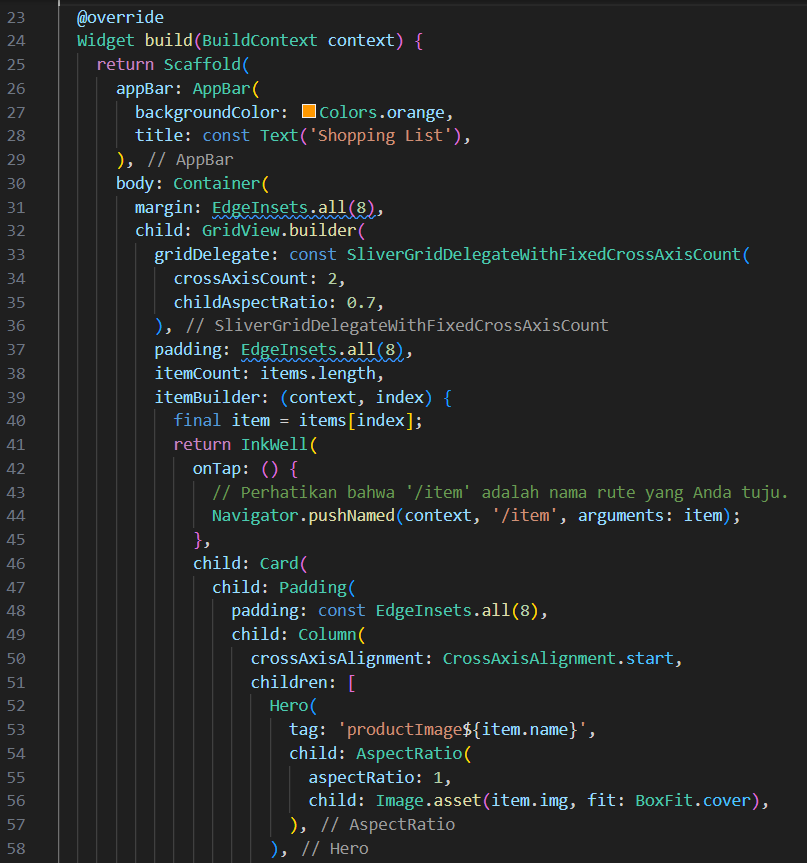 23 @override
24 Widget build(BuildContext context) {
25 return Scaffold(
26 appBar: AppBar(
27 backgroundColor: Colors.orange,
28 title: const Text('Shopping List'),
29 ), // AppBar
30 body: Container(
31 margin: EdgeInsets.all(8),
32 child: GridView.builder(
33 gridDelegate: const SliverGridDelegateWithFixedCrossAxisCount(
34 crossAxisCount: 2,
35 childAspectRatio: 0.7,
36 ), // SliverGridDelegateWithFixedCrossAxisCount
37 padding: EdgeInsets.all(8),
38 itemCount: items.length,
39 itemBuilder: (context, index) {
40 final item = items[index];
41 return InkWell(
42 onTap: () {
43 // Perhatikan bahwa '/item' adalah nama rute yang Anda tuju.
44 Navigator.pushNamed(context, '/item', arguments: item);
45 },
46 child: Card(
47 child: Padding(
48 padding: const EdgeInsets.all(8),
49 child: Column(
50 crossAxisAlignment: CrossAxisAlignment.start,
51 children: [
52 Hero(
53 tag: 'productImage${item.name}',
54 child: AspectRatio(
55 aspectRatio: 1,
56 child: Image.asset(item.img, fit: BoxFit.cover),
57 ), // AspectRatio
58 ), // Hero